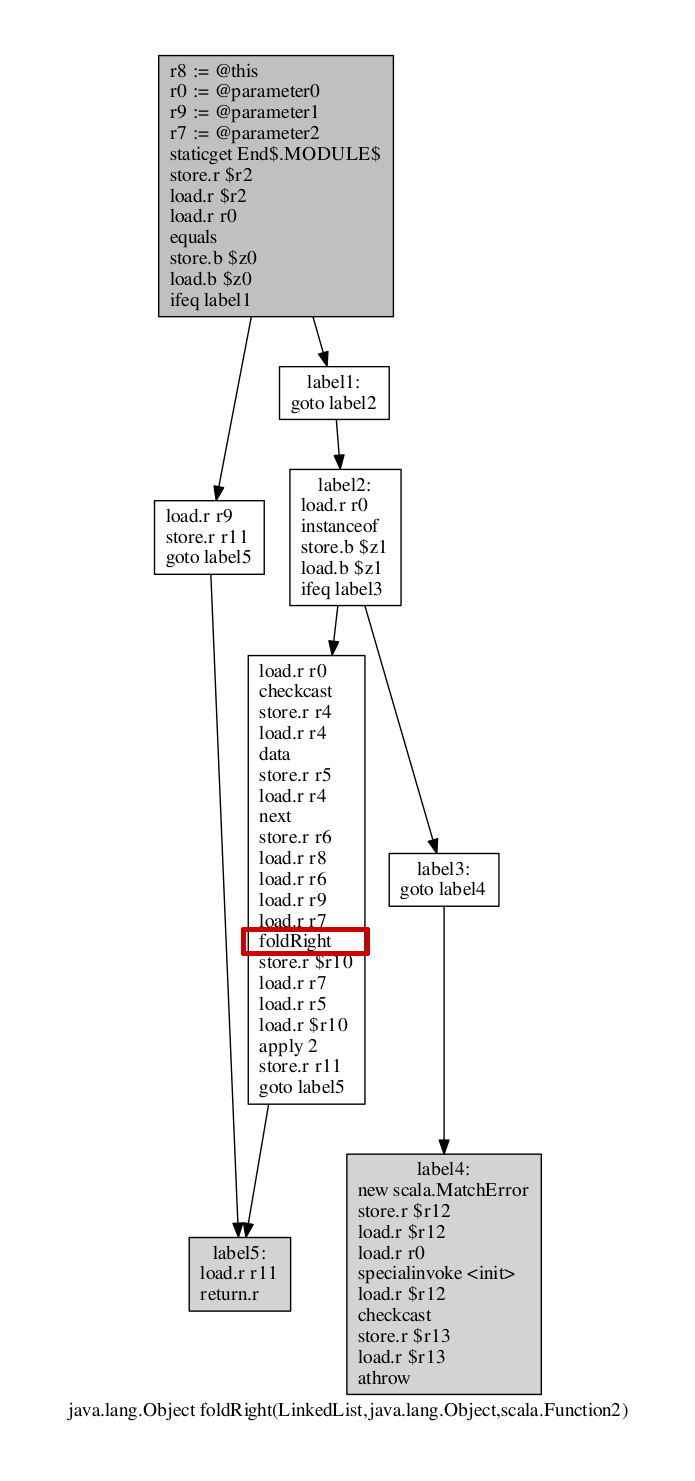 r8 := @this
r0 := @parameter0
r9 := @parameter1
r7 := @parameter2
staticget End$.MODULE$
store.r $r2
load.r $r2
load.r r0
equals
store.b $z0
load.b $z0
ifeq label1
label1:
goto label2
label2:
load.r r0
instanceof
store.b $z1
load.b $z1
ifeq label3
load.r r9
store.r r11
goto label5
load.r r0
checkcast
store.r r4
load.r r4
data
store.r r5
load.r r4
next
store.r r6
load.r r8
load.r r6
load.r r9
load.r r7
foldRight
store.r $r10
load.r r7
load.r r5
load.r $r10
apply 2
store.r r11
goto label5
label3:
goto label4
label4:
new scala.MatchError
store.r $r12
load.r $r12
load.r r0
specialinvoke <init>
load.r $r12
checkcast
store.r $r13
load.r $r13
athrow
label5:
load.r r11
return.r
java.lang.Object foldRight(LinkedList,java.lang.Object,scala.Function2)